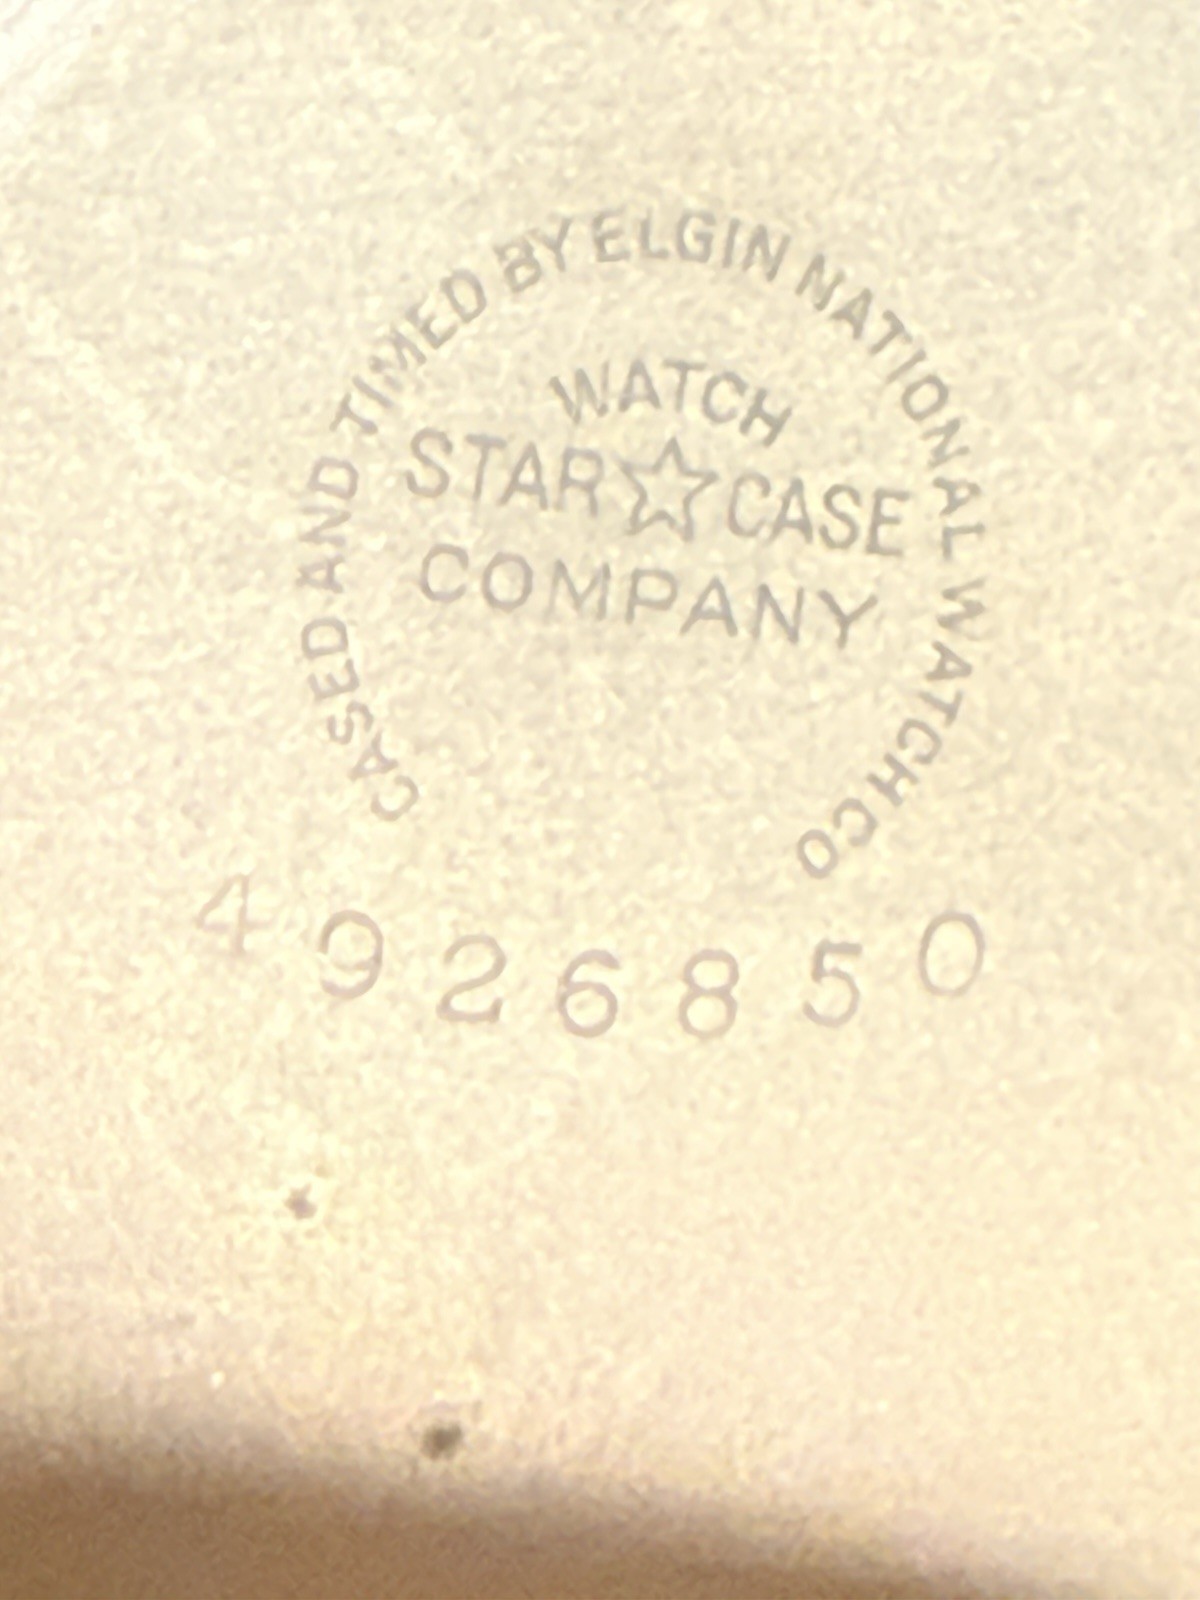 CASED AND TIMED BY ELGIN NATIONAL WATCH CO
WATCH
STAR CASE
COMPANY
4926850